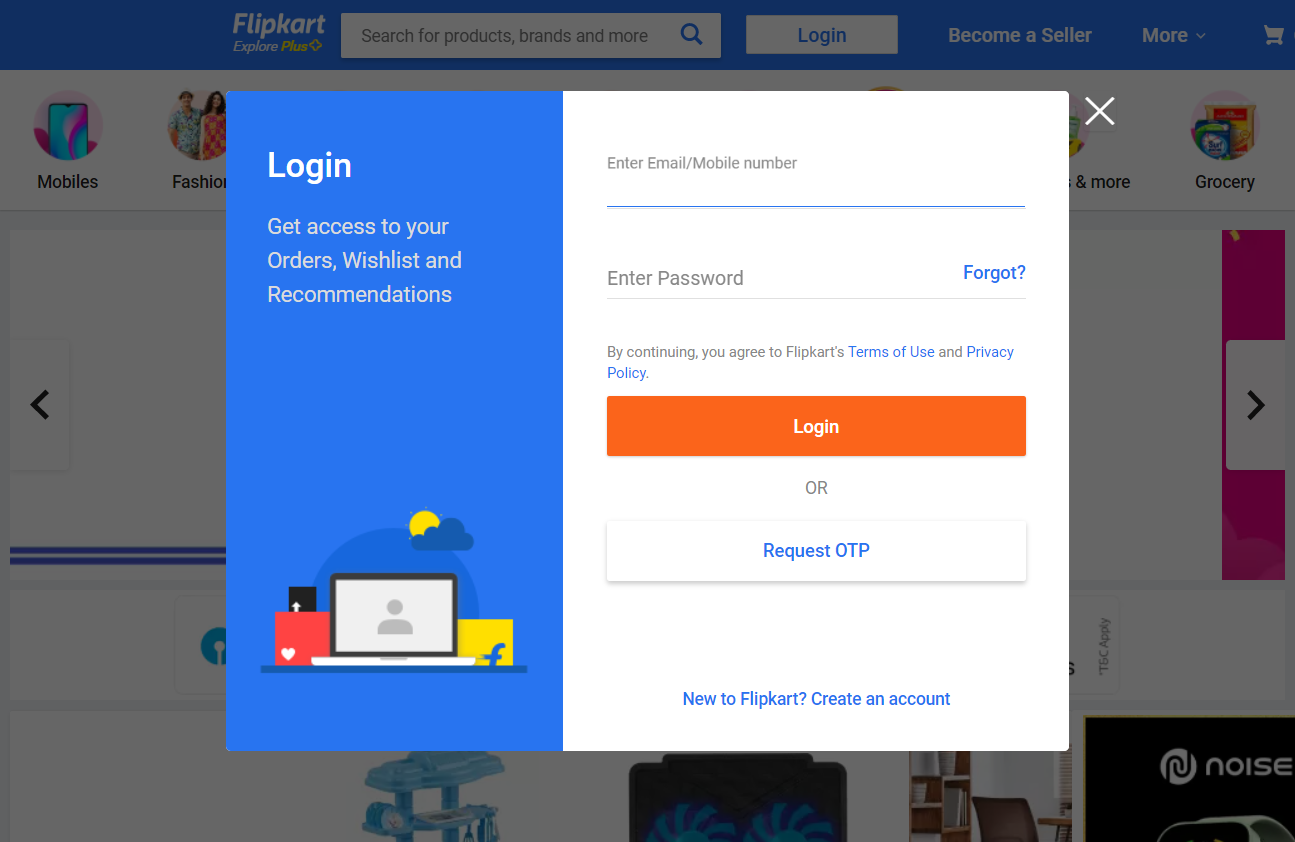 Flipkart
Explore Plus
Search for products, brands and more
Login
Become a Seller
More
Mobiles
Fashion
& more
Grocery
Login
Get access to your
Orders, Wishlist and
Recommendations
Enter Email/Mobile number
Enter Password
Forgot?
By continuing, you agree to Flipkart's Terms of Use and Privacy
Policy.
Login
OR
Request OTP
New to Flipkart? Create an account
*T&C Apply
NOISE